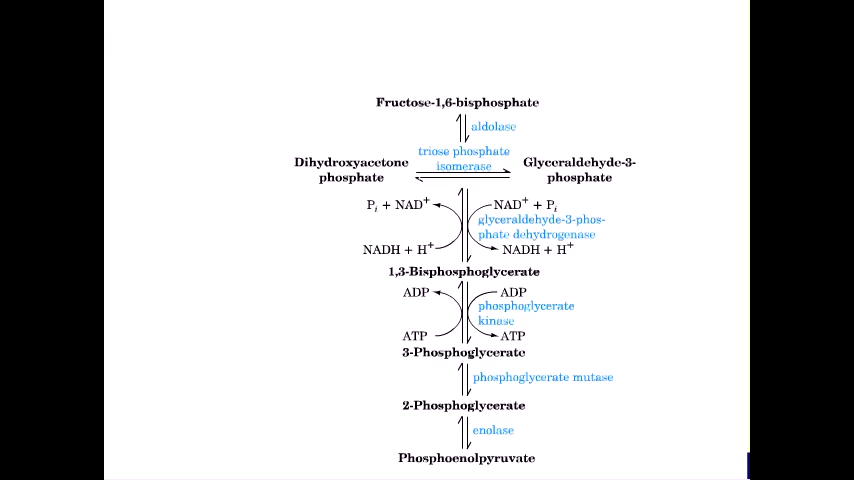 Fructose-1,6-bisphosphate
aldolase
triose phosphate
isomerase
Dihydroxyacetone
phosphate
Glyceraldehyde-3-
phosphate
Pi + NAD+
NAD+ + Pi
glyceraldehyde-3-phos-
phate dehydrogenase
NADH + H+
NADH + H+
1,3-Bisphosphoglycerate
ADP
ADP
phosphoglycerate
kinase
ATP
ATP
3-Phosphoglycerate
phosphoglycerate mutase
2-Phosphoglycerate
enolase
Phosphoenolpyruvate